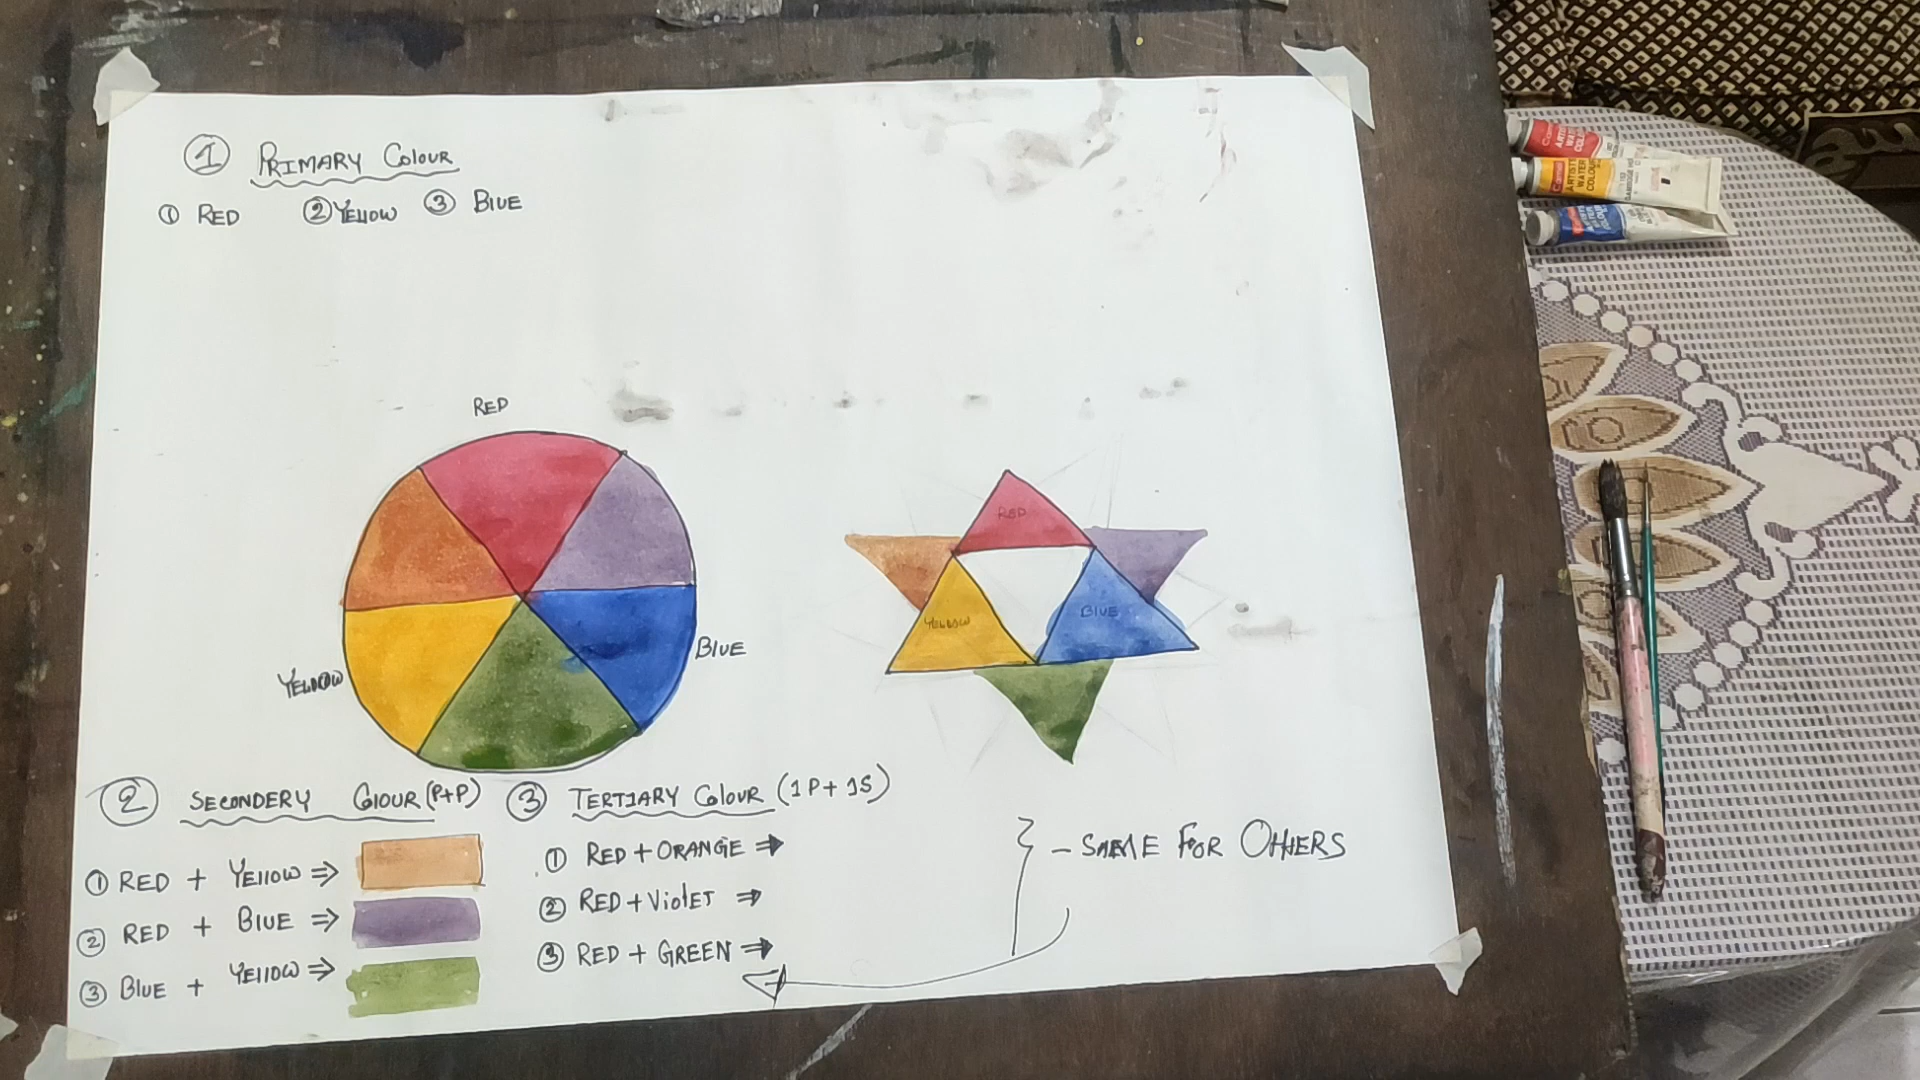 1 PRIMARY COLOUR
1 RED 2 YELLOW 3 BLUE
RED
RED
YELLOW
BLUE
YELLOW
BLUE
2 SECONDERY COLOUR (P+P)
1 RED + YELLOW ⇒
2 RED + BLUE ⇒
3 BLUE + YELLOW ⇒
3 TERTIARY COLOUR (1P + 1S)
1 RED + ORANGE ⇒
2 RED + VIOLET ⇒
3 RED + GREEN ⇒
- SAME FOR OTHERS